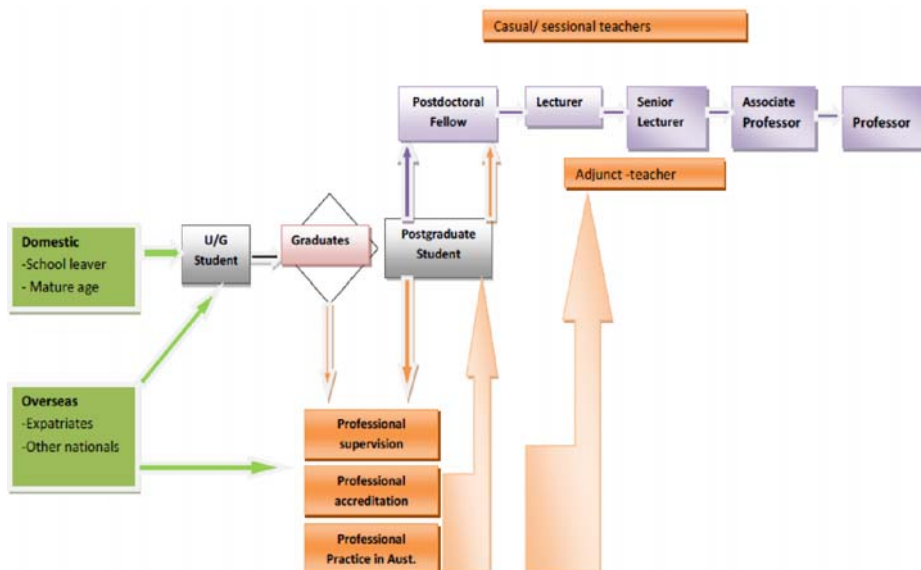 Casual/ sessional teachers
Postdoctoral
Fellow
Lecturer
Senior
Lecturer
Associate
Professor
Professor
Adjunct -teacher
Domestic
-School leaver
- Mature age
U/G
Student
Graduates
Postgraduate
Student
Overseas
-Expatriates
-Other nationals
Professional
supervision
Professional
accreditation
Professional
Practice in Aust.